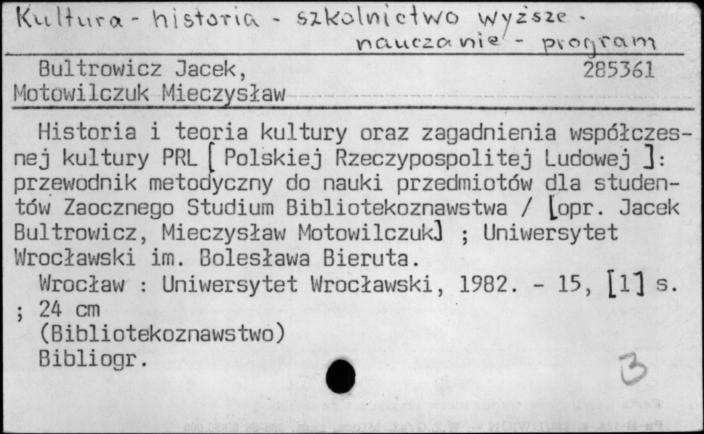 Kultura - historia - szkolnictwo wyższe -
nauczanie - program
Bultrowicz Jacek, 285361
Motowilczuk Mieczysław
Historia i teoria kultury oraz zagadnienia współczes-
nej kultury PRL [ Polskiej Rzeczypospolitej Ludowej ]:
przewodnik metodyczny do nauki przedmiotów dla studen-
tów Zaocznego Studium Bibliotekoznawstwa / [opr. Jacek
Bultrowicz, Mieczysław Motowilczuk] ; Uniwersytet
Wrocławski im. Bolesława Bieruta.
Wrocław : Uniwersytet Wrocławski, 1982. - 15, [1] s.
; 24 cm
(Bibliotekoznawstwo)
Bibliogr.
3